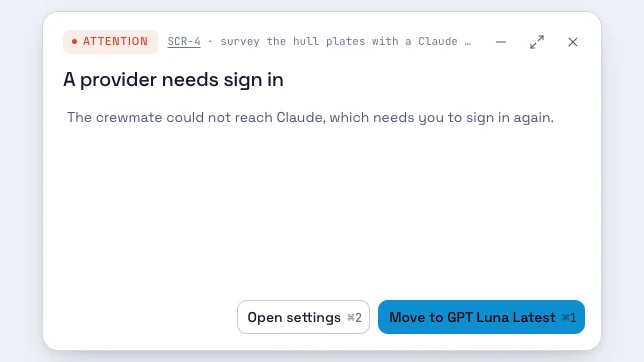 ATTENTION SCR-4 · survey the hull plates with a Claude …
A provider needs sign in
The crewmate could not reach Claude, which needs you to sign in again.
Open settings ⌘2 Move to GPT Luna Latest ⌘1